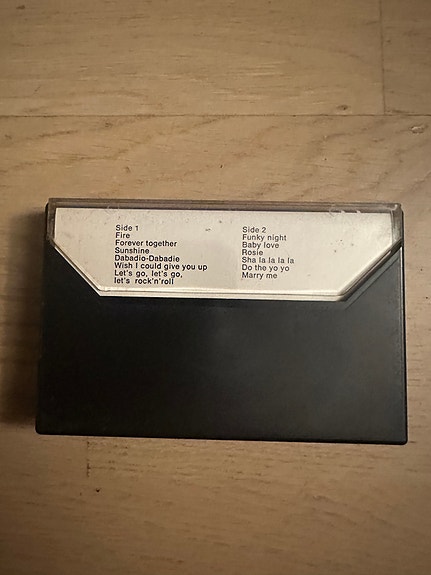 Side 1
Fire
Forever together
Sunshine
Dabadio-Dabadie
Wish I could give you up
Let's go, let's go,
let's rock'n'roll
Side 2
Funky night
Baby love
Rosie
Sha la la la la
Do the yo yo
Marry me